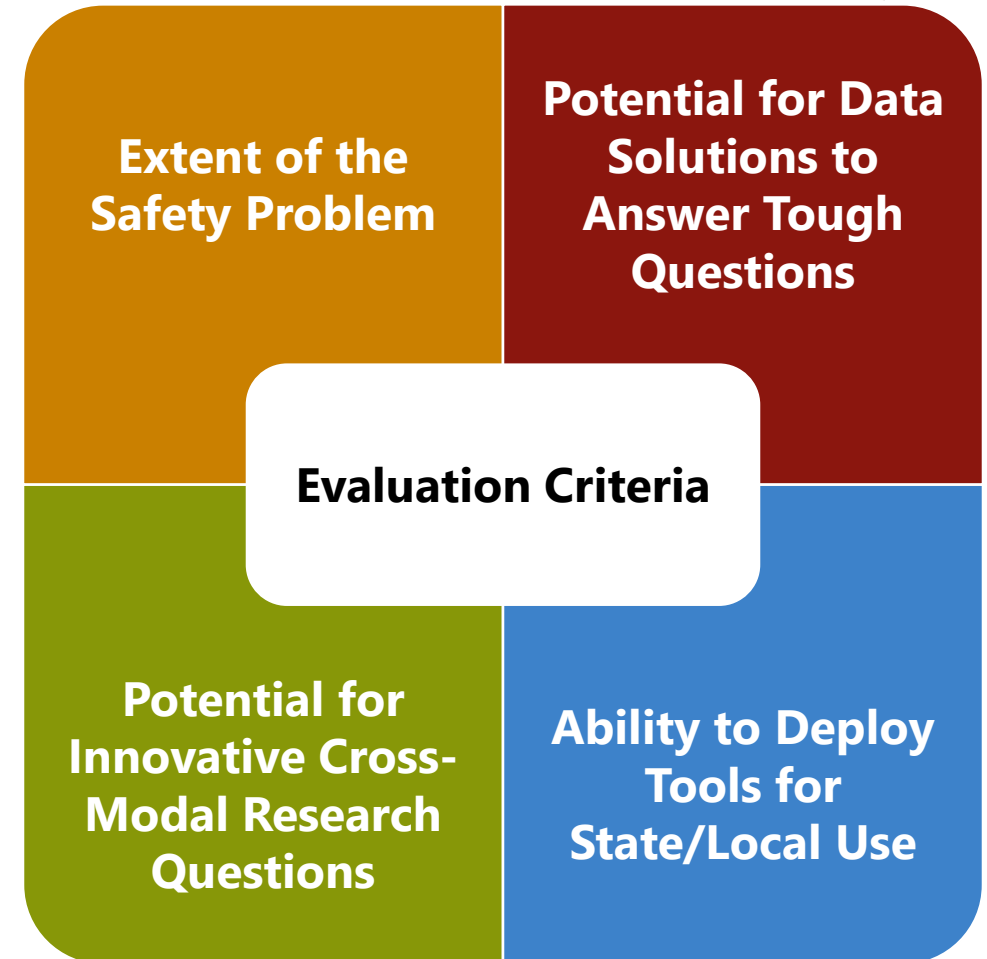 Extent of the
Safety Problem
Potential for Data
Solutions to
Answer Tough
Questions
Evaluation Criteria
Potential for
Innovative Cross-
Modal Research
Questions
Ability to Deploy
Tools for
State/Local Use